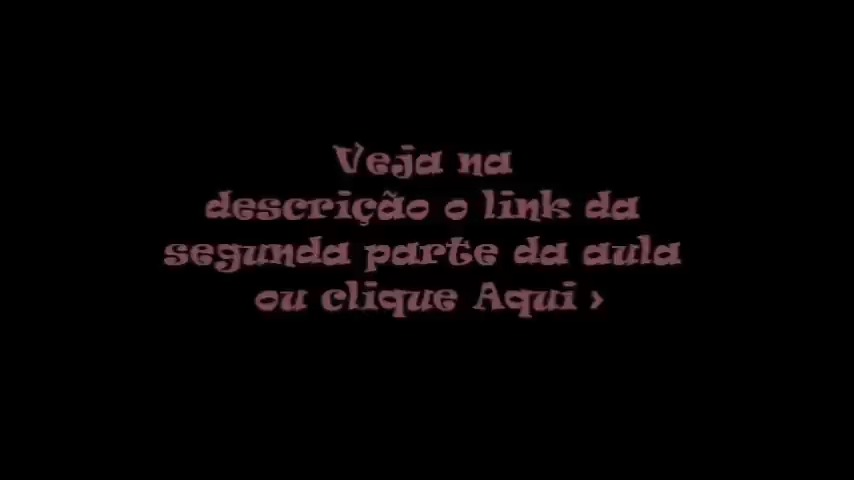 Veja na
descrição o link da
segunda parte da aula
ou clique Aqui >